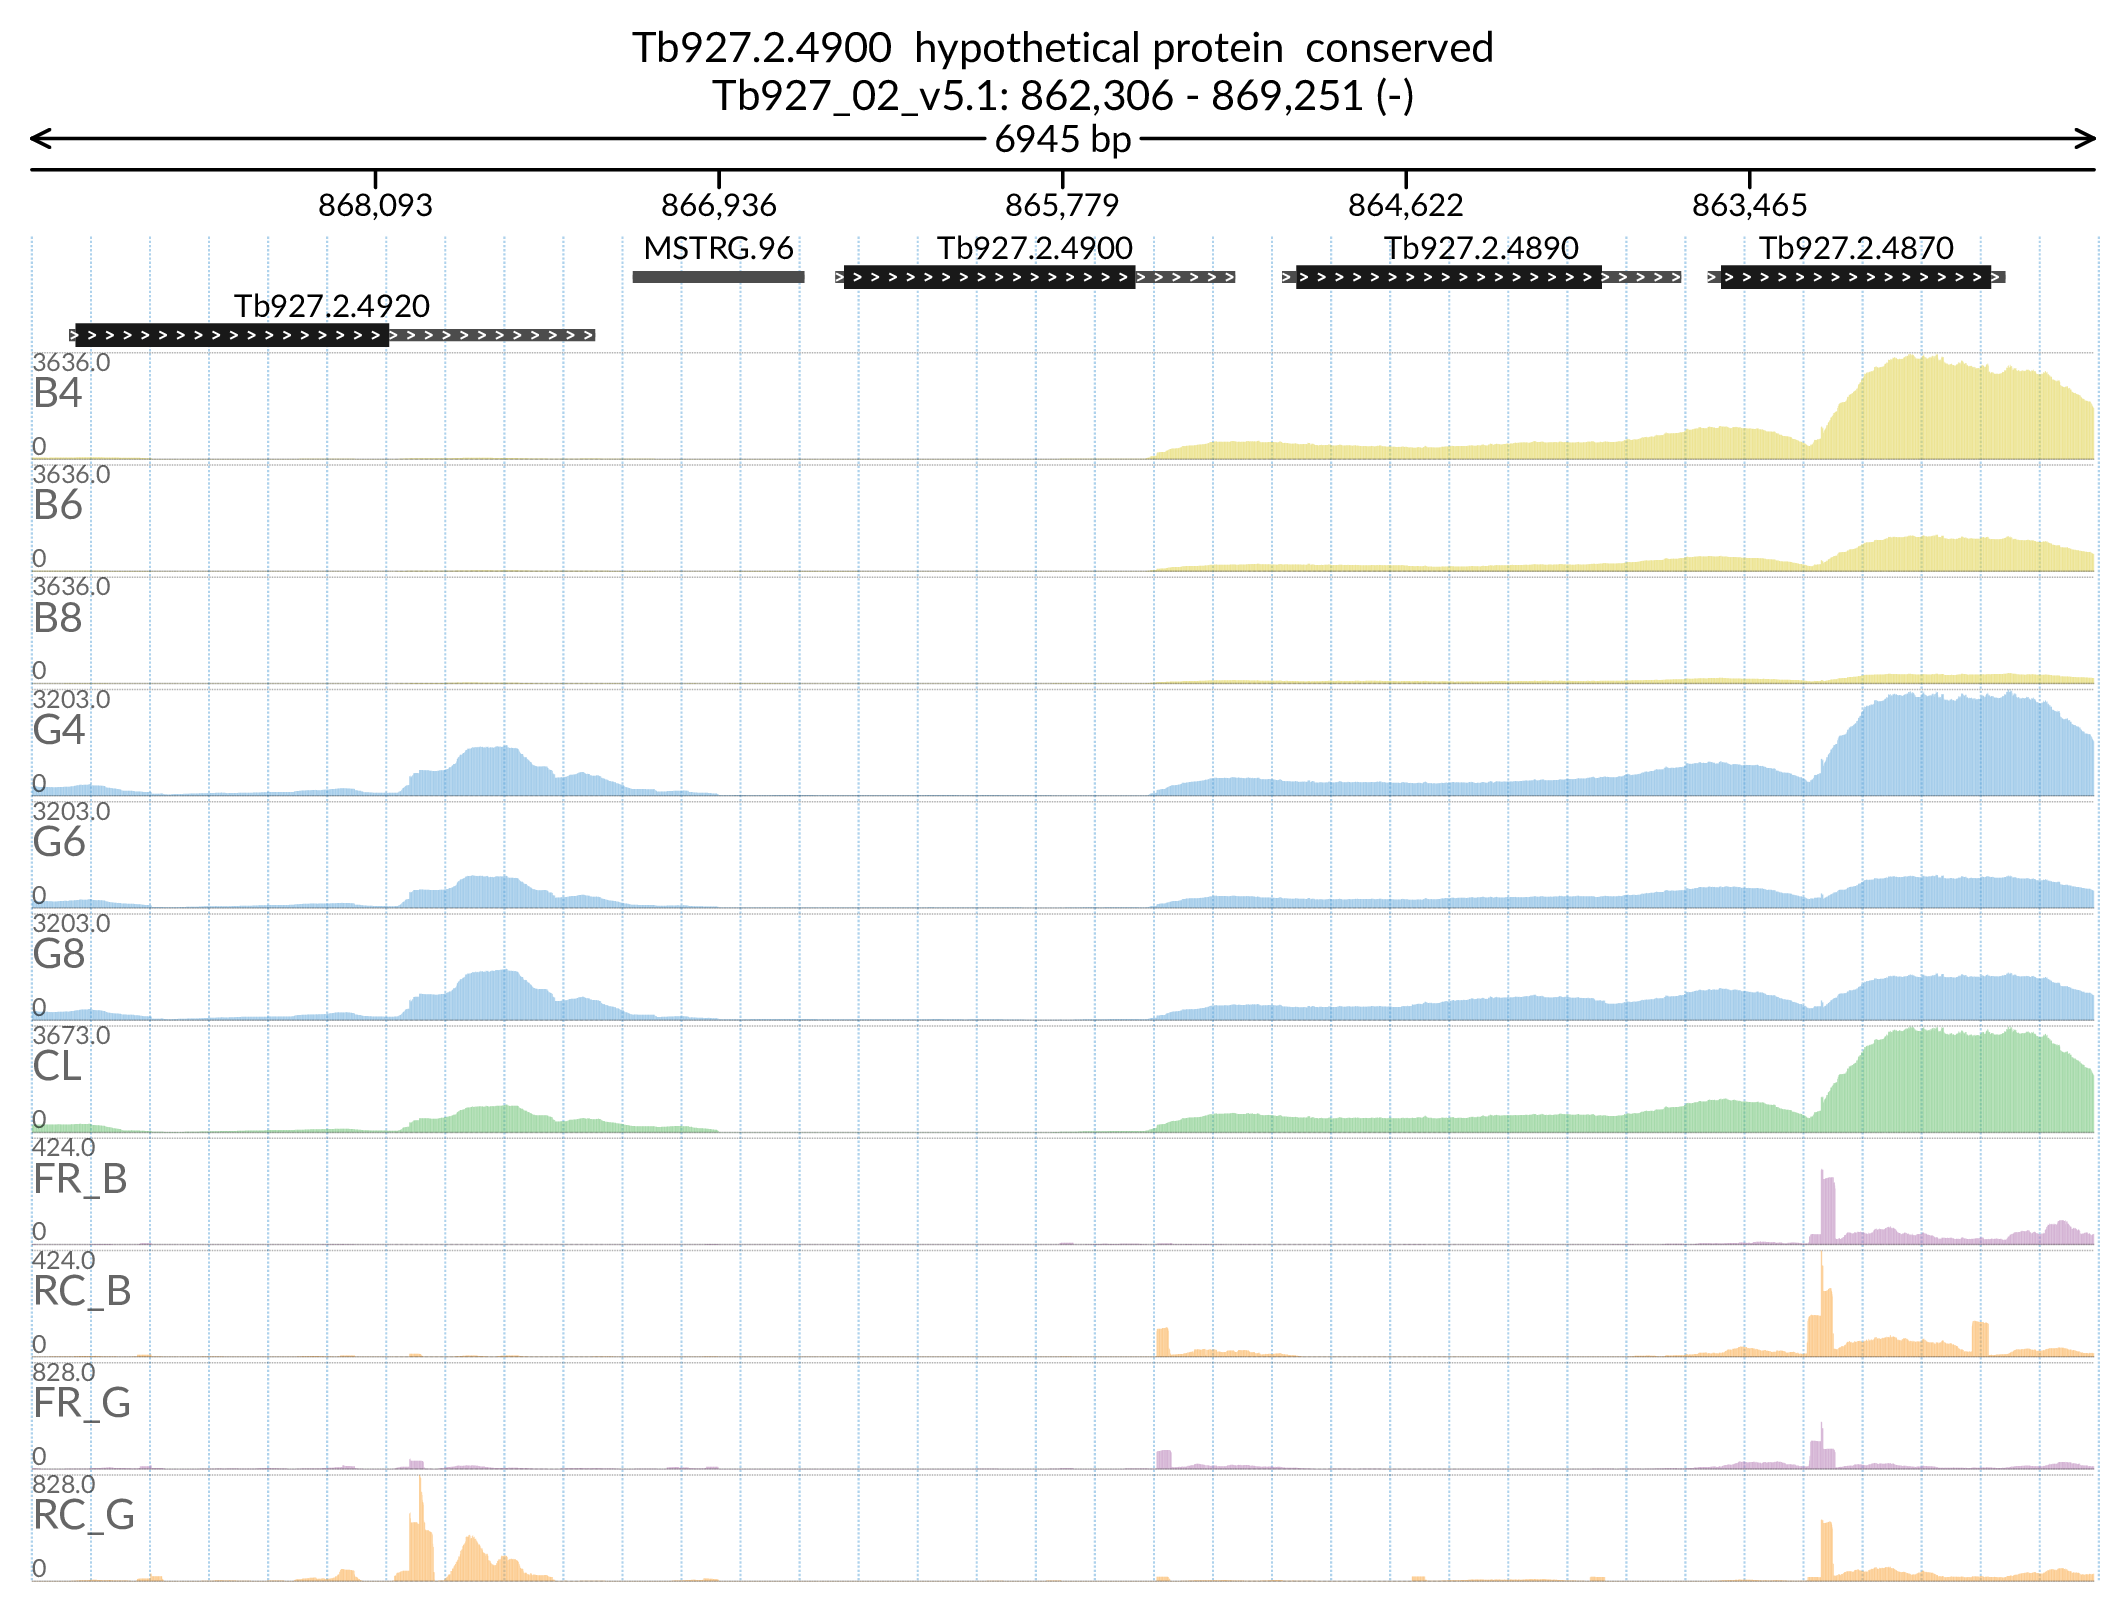 Tb927.2.4900  hypothetical protein  conserved
Tb927_02_v5.1: 862,306 - 869,251 (-)
6945 bp
868,093 866,936 865,779 864,622 863,465
MSTRG.96 Tb927.2.4900 Tb927.2.4890 Tb927.2.4870
Tb927.2.4920
3636.0
B4
0
3636.0
B6
0
3636.0
B8
0
3203.0
G4
0
3203.0
G6
0
3203.0
G8
0
3673.0
CL
0
424.0
FR_B
0
424.0
RC_B
0
828.0
FR_G
0
828.0
RC_G
0